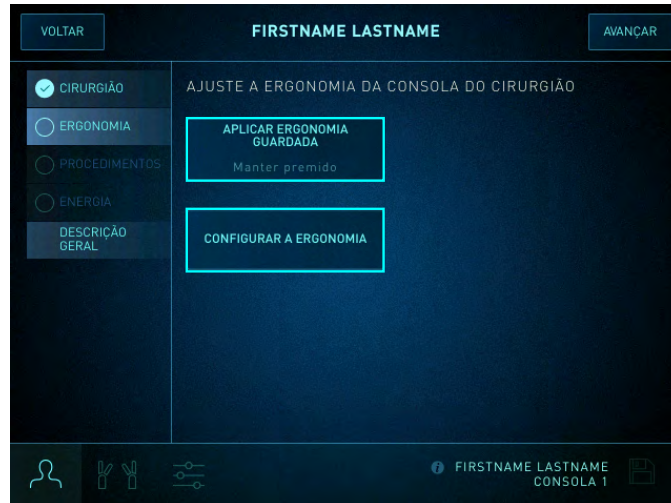 VOLTAR
FIRSTNAME LASTNAME
AVANÇAR
CIRURGIÃO
ERGONOMIA
PROCEDIMENTOS
ENERGIA
DESCRIÇÃO
GERAL
AJUSTE A ERGONOMIA DA CONSOLA DO CIRURGIÃO
APLICAR ERGONOMIA
GUARDADA
Manter premido
CONFIGURAR A ERGONOMIA
i FIRSTNAME LASTNAME
CONSOLA 1